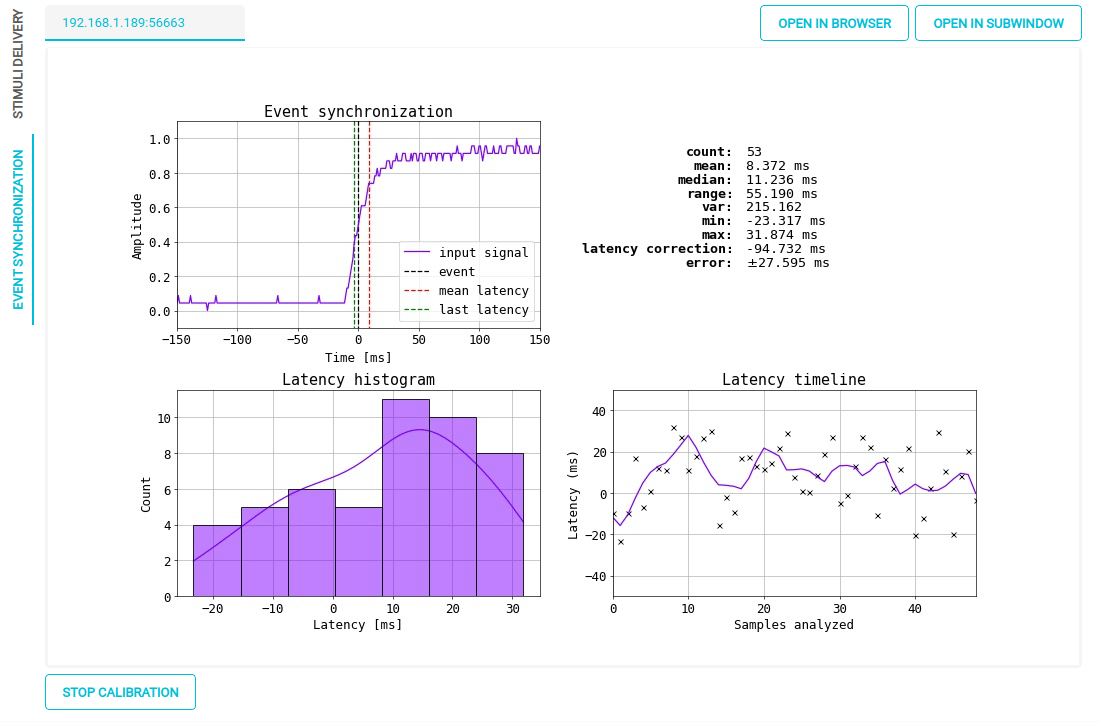 STIMULI DELIVERY
EVENT SYNCHRONIZATION
192.168.1.189:56663
OPEN IN BROWSER
OPEN IN SUBWINDOW
Event synchronization
Amplitude
1.0
0.8
0.6
0.4
0.2
0.0
input signal
event
mean latency
last latency
−150 −100 −50 0 50 100 150
Time [ms]
count: 53
mean: 8.372 ms
median: 11.236 ms
range: 55.190 ms
var: 215.162
min: -23.317 ms
max: 31.874 ms
latency correction: -94.732 ms
error: ±27.595 ms
Latency histogram
Count
10
8
6
4
2
0
−20 −10 0 10 20 30
Latency [ms]
Latency timeline
Latency (ms)
40
20
0
−20
−40
0 10 20 30 40
Samples analyzed
STOP CALIBRATION